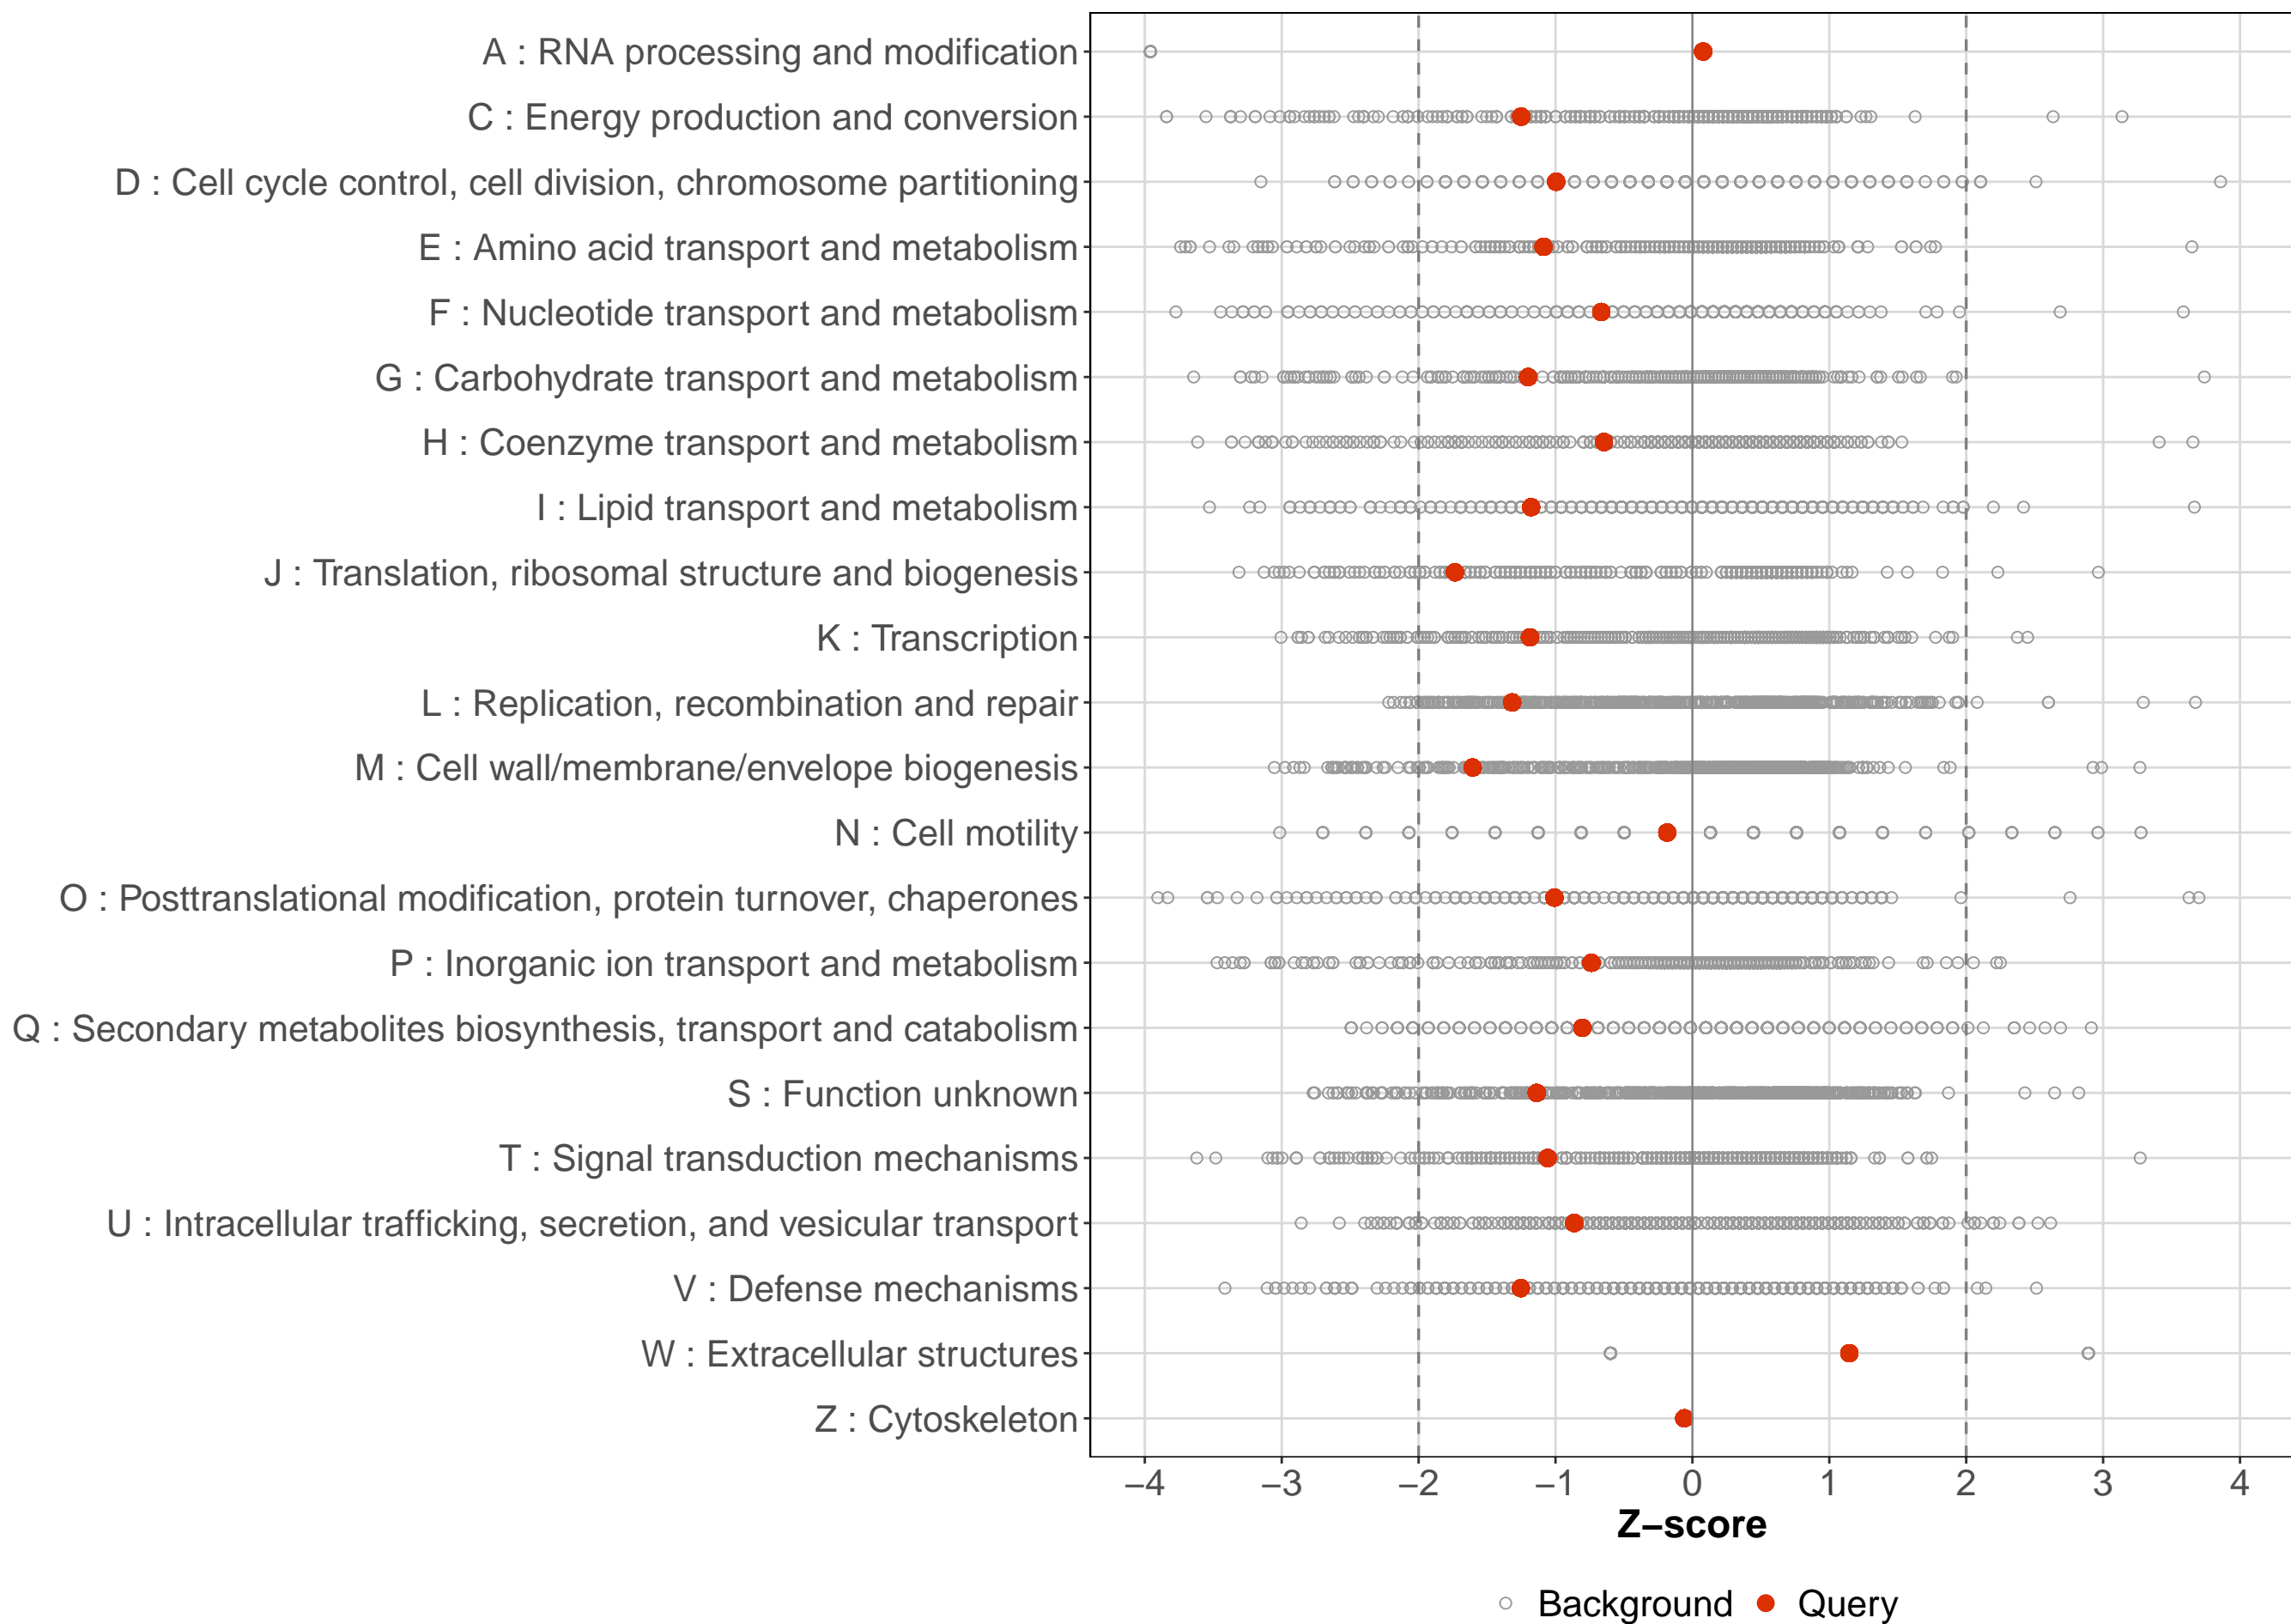 A : RNA processing and modification
C : Energy production and conversion
D : Cell cycle control, cell division, chromosome partitioning
E : Amino acid transport and metabolism
F : Nucleotide transport and metabolism
G : Carbohydrate transport and metabolism
H : Coenzyme transport and metabolism
I : Lipid transport and metabolism
J : Translation, ribosomal structure and biogenesis
K : Transcription
L : Replication, recombination and repair
M : Cell wall/membrane/envelope biogenesis
N : Cell motility
O : Posttranslational modification, protein turnover, chaperones
P : Inorganic ion transport and metabolism
Q : Secondary metabolites biosynthesis, transport and catabolism
S : Function unknown
T : Signal transduction mechanisms
U : Intracellular trafficking, secretion, and vesicular transport
V : Defense mechanisms
W : Extracellular structures
Z : Cytoskeleton
−4 −3 −2 −1 0 1 2 3 4
Z−score
Background Query